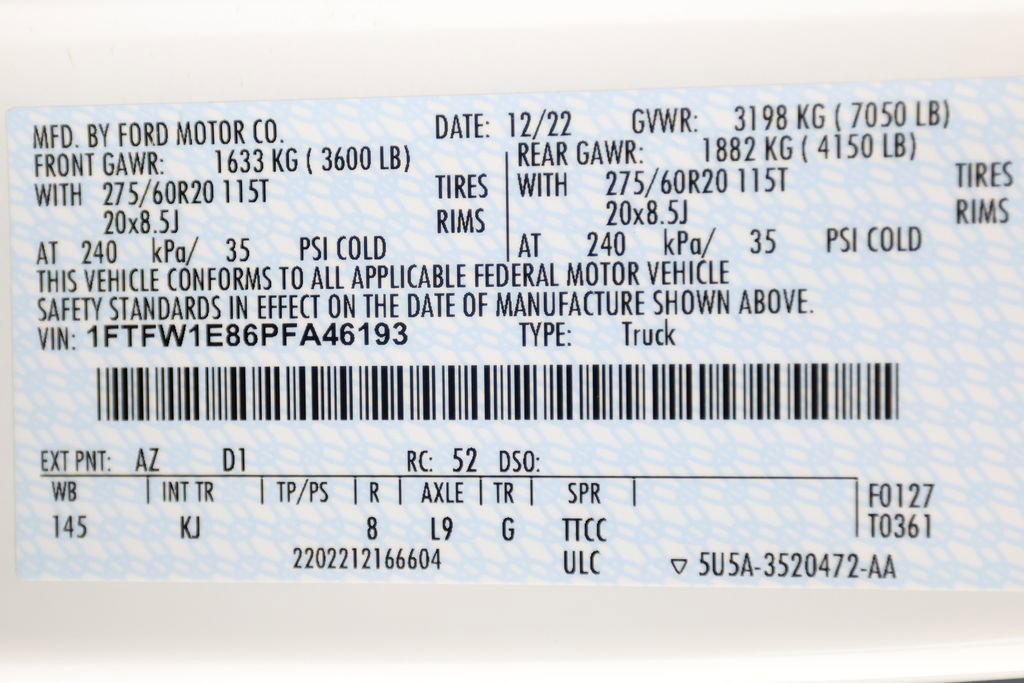 MFD. BY FORD MOTOR CO. DATE: 12/22 GVWR: 3198 KG ( 7050 LB)
FRONT GAWR: 1633 KG ( 3600 LB) REAR GAWR: 1882 KG ( 4150 LB)
WITH 275/60R20 115T TIRES WITH 275/60R20 115T TIRES
20x8.5J RIMS 20x8.5J RIMS
AT 240 kPa/ 35 PSI COLD AT 240 kPa/ 35 PSI COLD
THIS VEHICLE CONFORMS TO ALL APPLICABLE FEDERAL MOTOR VEHICLE
SAFETY STANDARDS IN EFFECT ON THE DATE OF MANUFACTURE SHOWN ABOVE.
VIN: 1FTFW1E86PFA46193 TYPE: Truck
EXT PNT: AZ D1 RC: 52 DSO:
WB INT TR TP/PS R AXLE TR SPR F0127
145 KJ 8 L9 G TTCC T0361
2202212166604 ULC ▽ 5U5A-3520472-AA